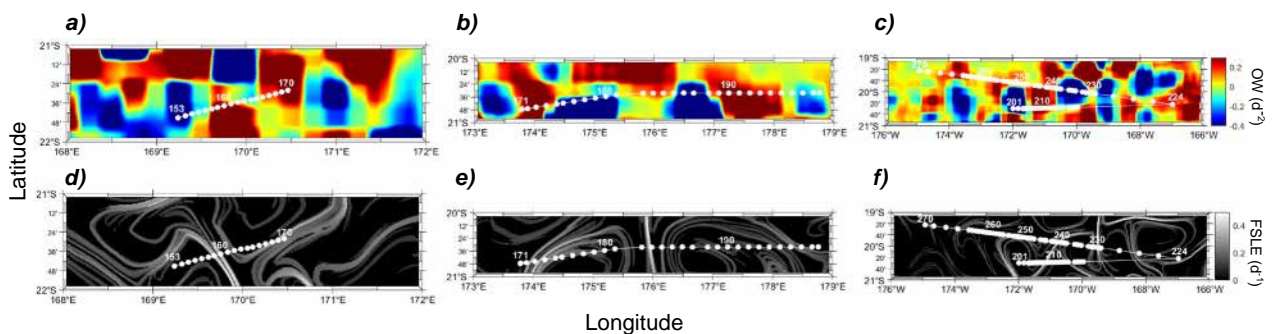 a)
21°S
12'
24'
36'
48'
22°S
168°E
169°E
170°E
171°E
172°E
153
170
b)
20°S
12'
24'
36'
48'
21°S
173°E
174°E
175°E
176°E
177°E
178°E
179°E
180
190
c)
19°S
20'
40'
20°S
20'
40'
21°S
176°W
174°W
172°W
170°W
168°W
166°W
250
240
230
224
201
210
0.2
0
-0.2
-0.4
OW (d⁻²)
Latitude
d)
21°S
12'
24'
36'
48'
22°S
168°E
169°E
170°E
171°E
172°E
153
160
170
e)
20°S
12'
24'
36'
48'
21°S
173°E
174°E
175°E
176°E
177°E
178°E
179°E
171
180
190
f)
19°S
20'
40'
20°S
20'
40'
21°S
176°W
174°W
172°W
170°W
168°W
166°W
270
260
250
240
230
224
201
210
0.4
0.2
0
FSLE (d⁻¹)
Longitude